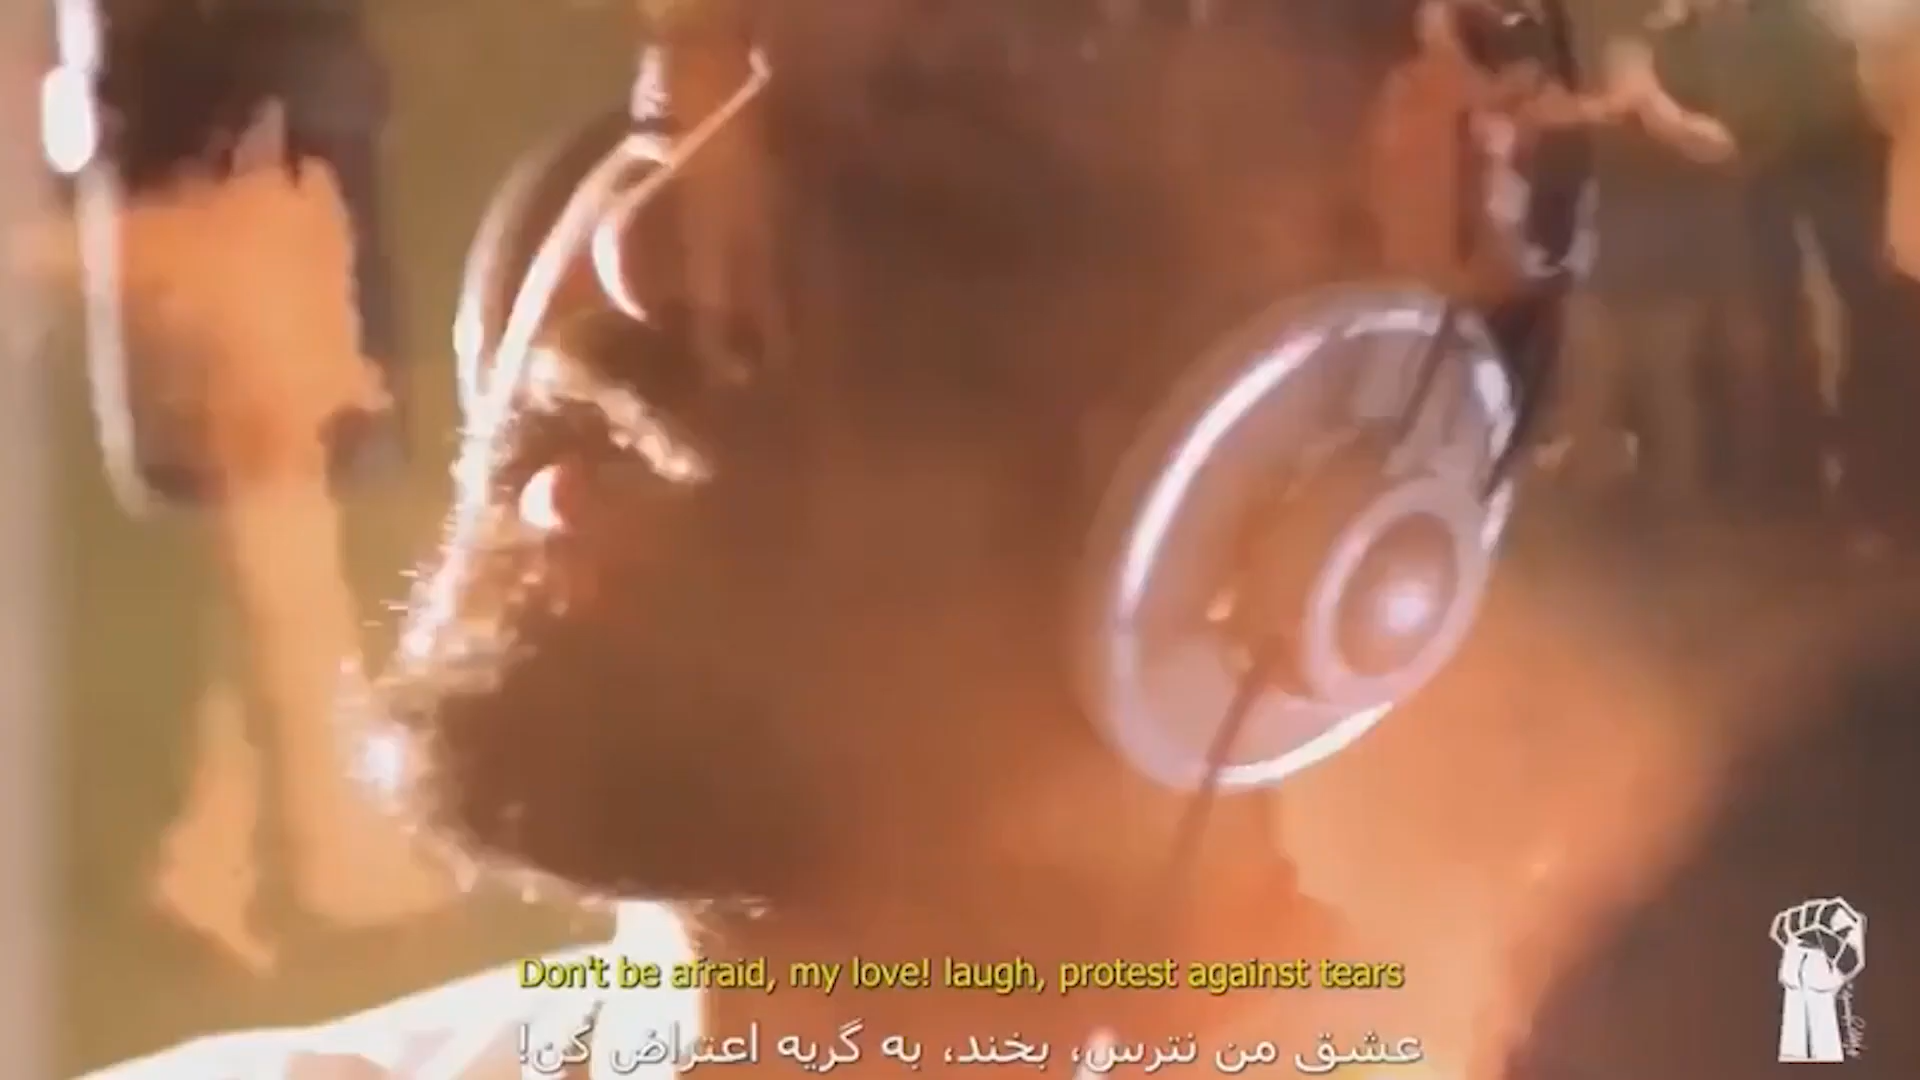 Don't be afraid, my love! laugh, protest against tears
عشق من نترس، بخند، به گریه اعتراض کن!